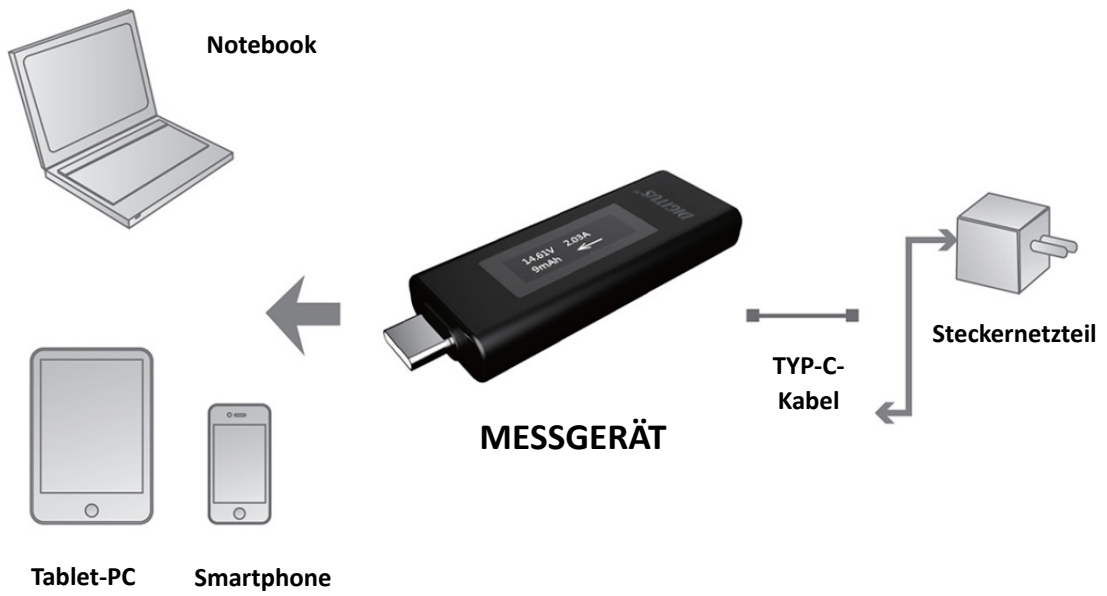 Notebook
DIGITUS
14.61V 2.03A
9mAh
Steckernetzteil
TYP-C-
Kabel
MESSGERÄT
Tablet-PC
Smartphone